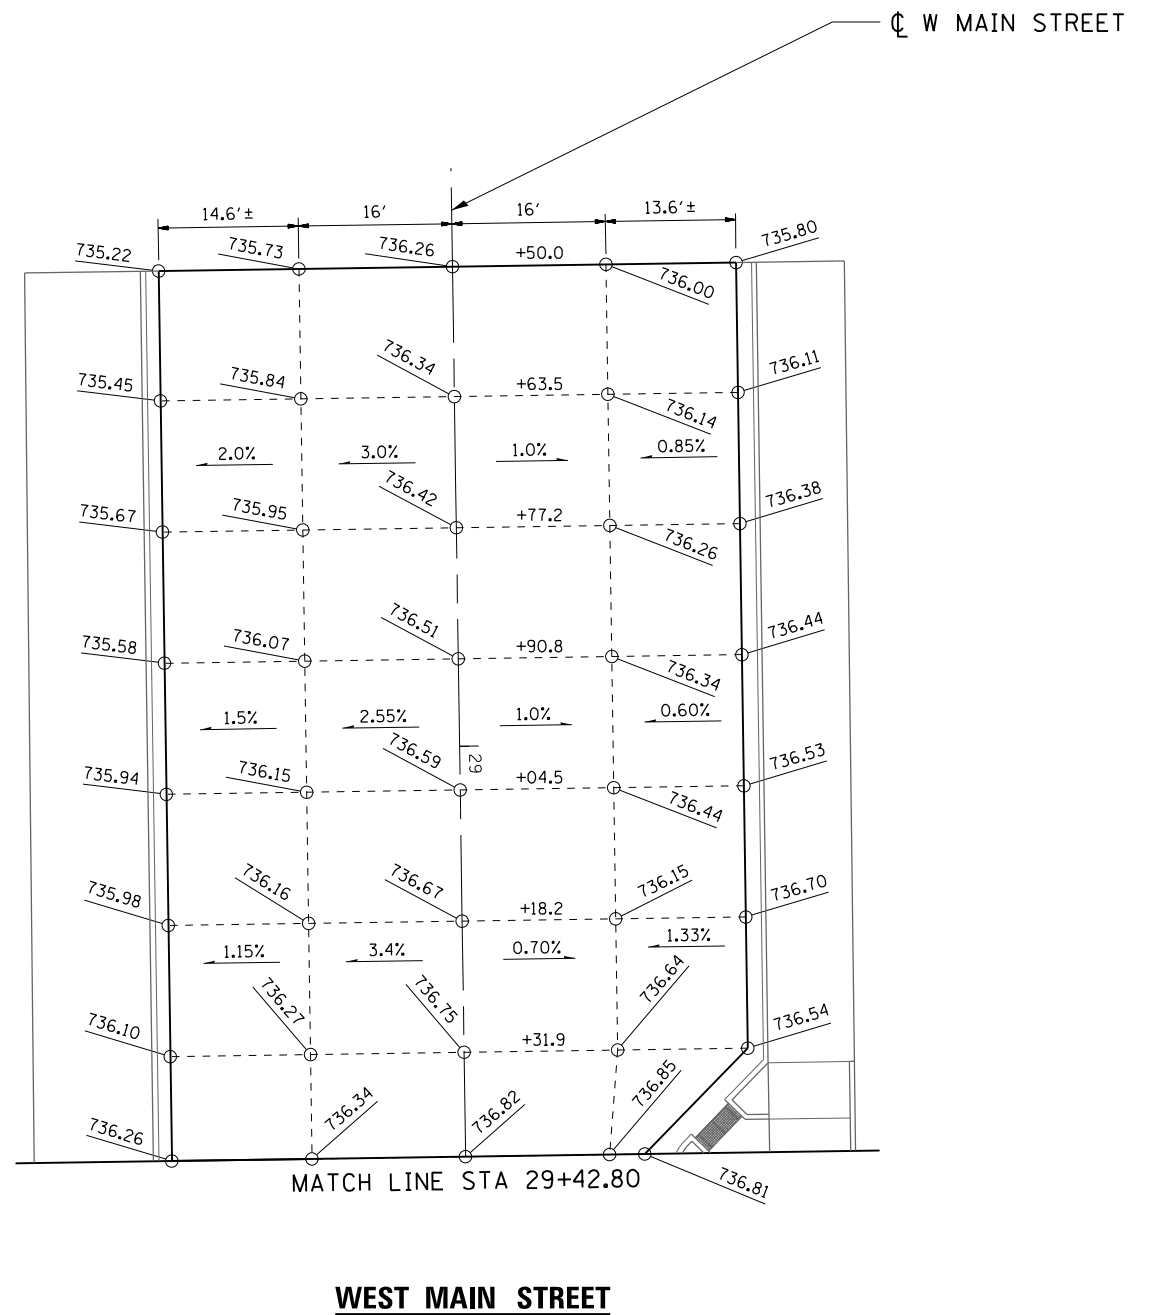 ℄ W MAIN STREET
14.6′± 16′ 16′ 13.6′±
735.22 735.73 736.26 +50.0 736.00 735.80
735.45 735.84 736.34 +63.5 736.14 736.11
2.0% 3.0% 1.0% 0.85%
735.67 735.95 736.42 +77.2 736.26 736.38
735.58 736.07 736.51 +90.8 736.34 736.44
1.5% 2.55% 1.0% 0.60%
29
735.94 736.15 736.59 +04.5 736.44 736.53
735.98 736.16 736.67 +18.2 736.15 736.70
1.15% 3.4% 0.70% 1.33%
736.10 736.27 736.75 +31.9 736.64 736.54
736.26 736.34 736.82 736.85 736.81
MATCH LINE STA 29+42.80
WEST MAIN STREET